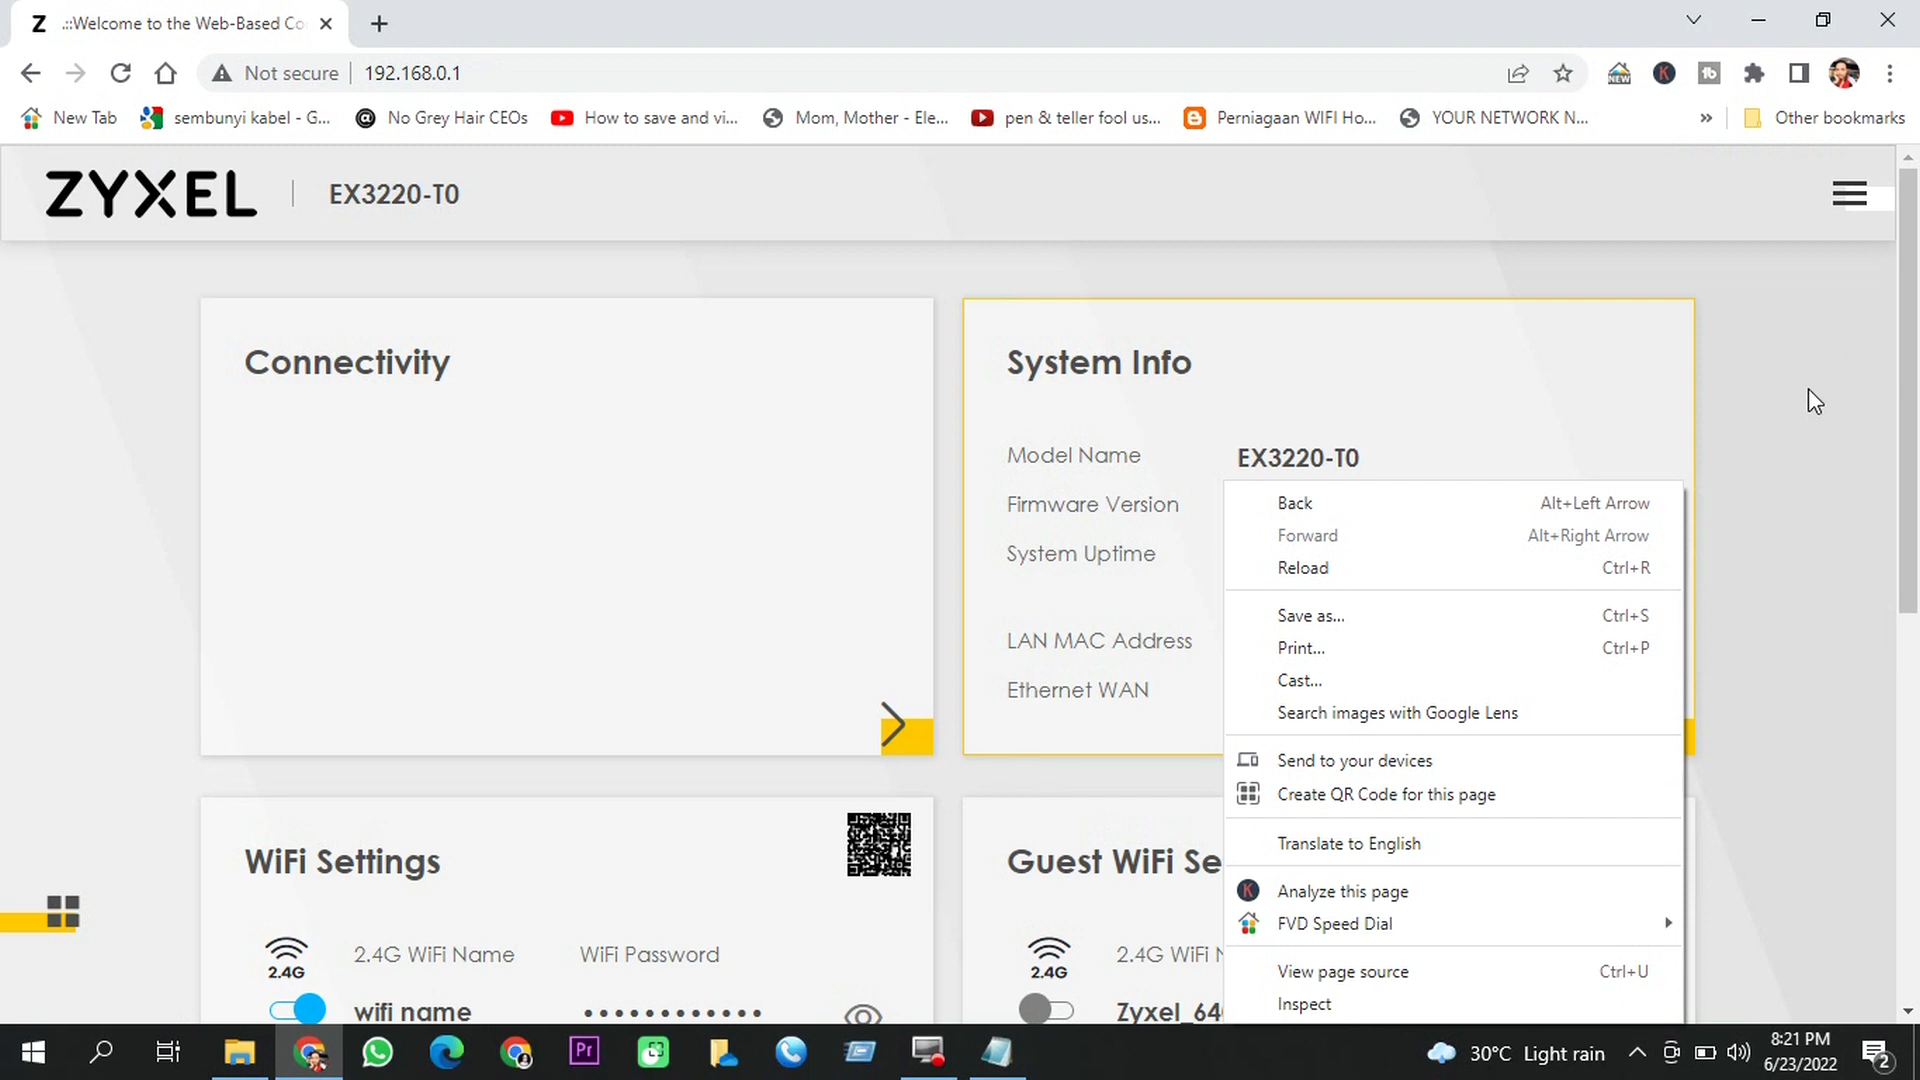 .::Welcome to the Web-Based Co
Not secure
192.168.0.1
NEW
K
tb
New Tab
sembunyi kabel - G...
No Grey Hair CEOs
How to save and vi...
Mom, Mother - Ele...
pen & teller fool us...
Perniagaan WIFI Ho...
YOUR NETWORK N...
»
Other bookmarks
ZYXEL
EX3220-T0
Connectivity
System Info
Model Name EX3220-T0
Firmware Version
System Uptime
LAN MAC Address
Ethernet WAN
Back Alt+Left Arrow
Forward Alt+Right Arrow
Reload Ctrl+R
Save as... Ctrl+S
Print... Ctrl+P
Cast...
Search images with Google Lens
Send to your devices
Create QR Code for this page
Translate to English
K Analyze this page
FVD Speed Dial
View page source Ctrl+U
Inspect
WiFi Settings
2.4G
2.4G WiFi Name
WiFi Password
wifi name
••••••••••••
Guest WiFi Se
2.4G
2.4G WiFi N
Zyxel_64
Pr
30°C Light rain
8:21 PM
6/23/2022
2